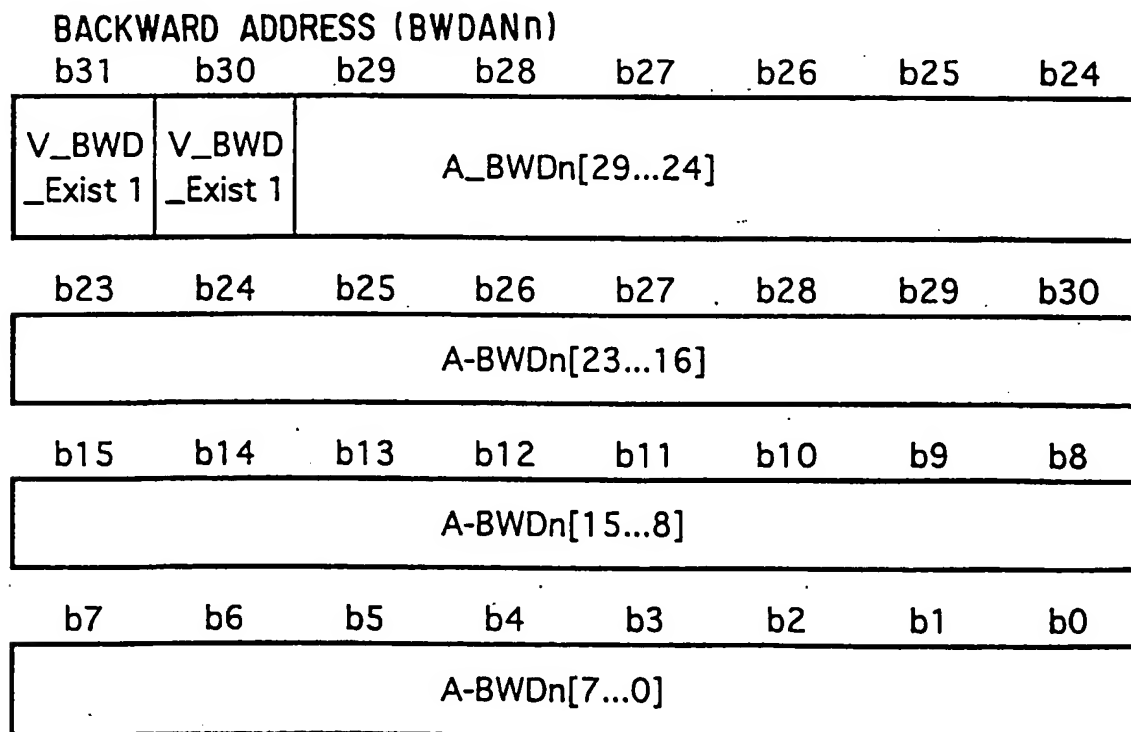 BACKWARD ADDRESS (BWDANn)
b31 b30 b29 b28 b27 b26 b25 b24
V_BWD V_BWD
_Exist 1 _Exist 1
A_BWDn[29...24]
b23 b24 b25 b26 b27 b28 b29 b30
A-BWDn[23...16]
b15 b14 b13 b12 b11 b10 b9 b8
A-BWDn[15...8]
b7 b6 b5 b4 b3 b2 b1 b0
A-BWDn[7...0]